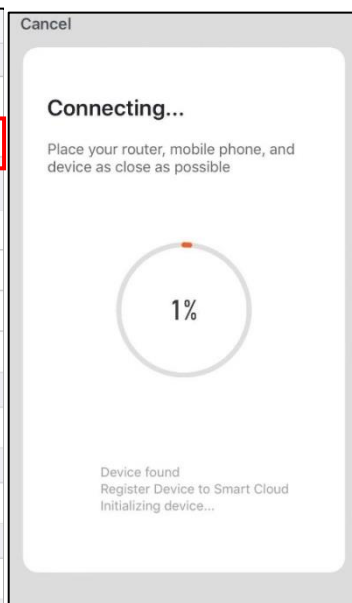 Cancel
Connecting...
Place your router, mobile phone, and
device as close as possible
1%
Device found
Register Device to Smart Cloud
Initializing device...